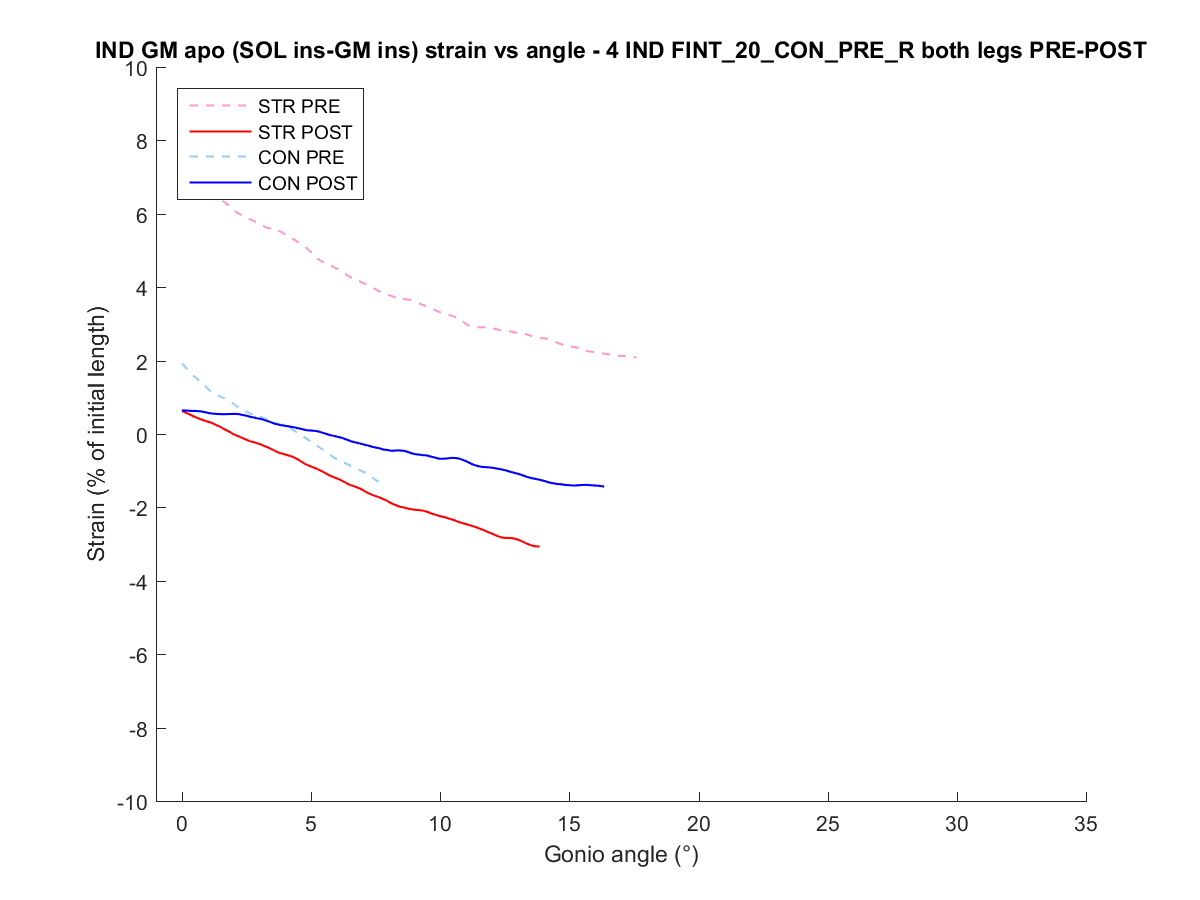 IND GM apo (SOL ins-GM ins) strain vs angle - 4 IND FINT_20_CON_PRE_R both legs PRE-POST
10
8
6
4
2
0
-2
-4
-6
-8
-10
Strain (% of initial length)
STR PRE
STR POST
CON PRE
CON POST
0 5 10 15 20 25 30 35
Gonio angle (°)